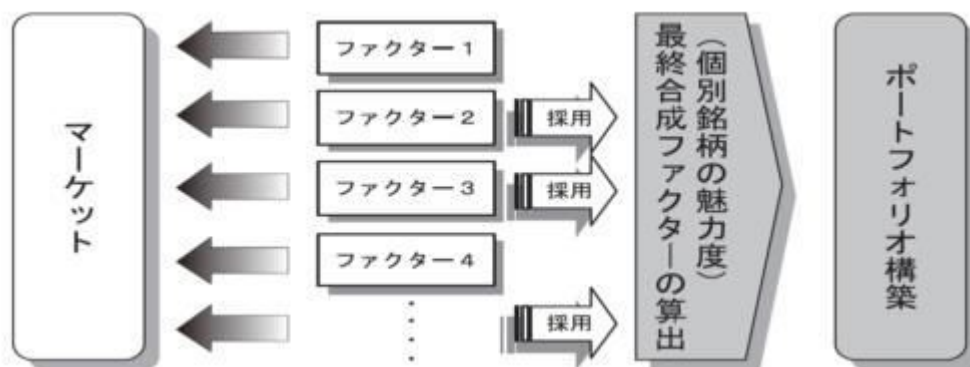 マーケット
ファクター1
ファクター2
採用
ファクター3
採用
ファクター4
採用
(個別銘柄の魅力度)
最終合成ファクターの算出
ポートフォリオ構築